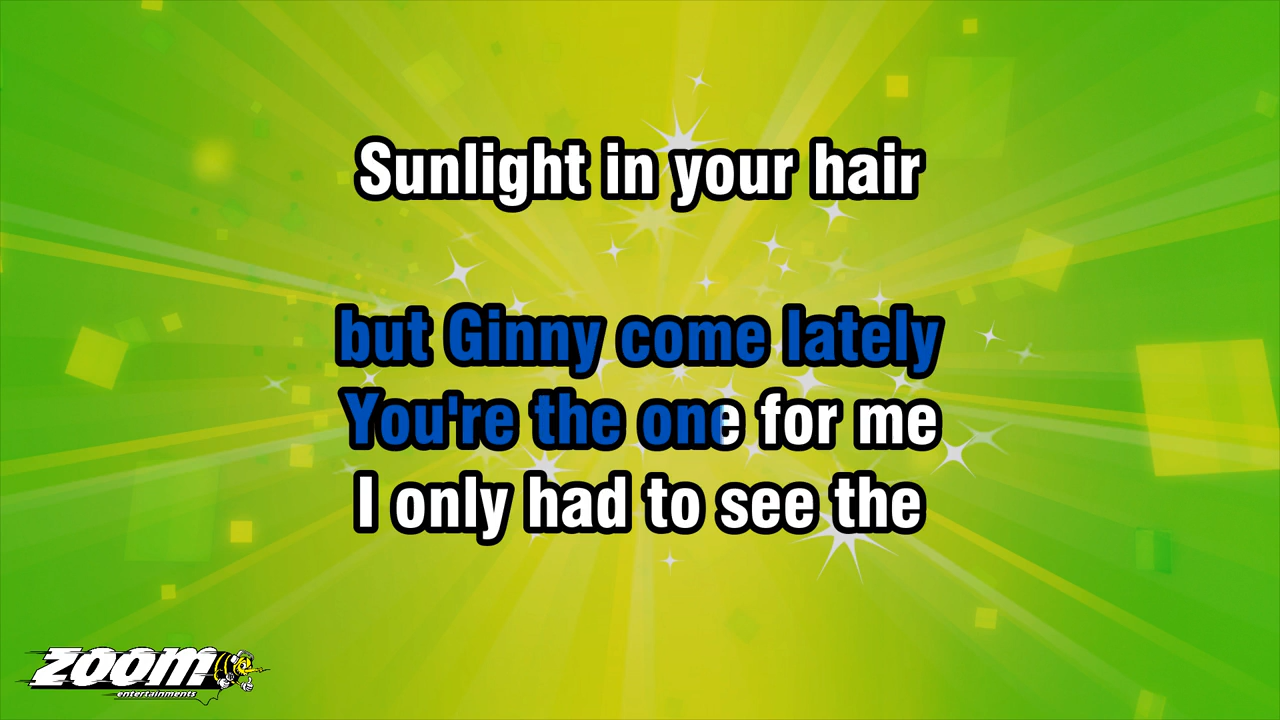 Sunlight in your hair
but Ginny come lately
You're the one for me
I only had to see the
zoom
entertainments